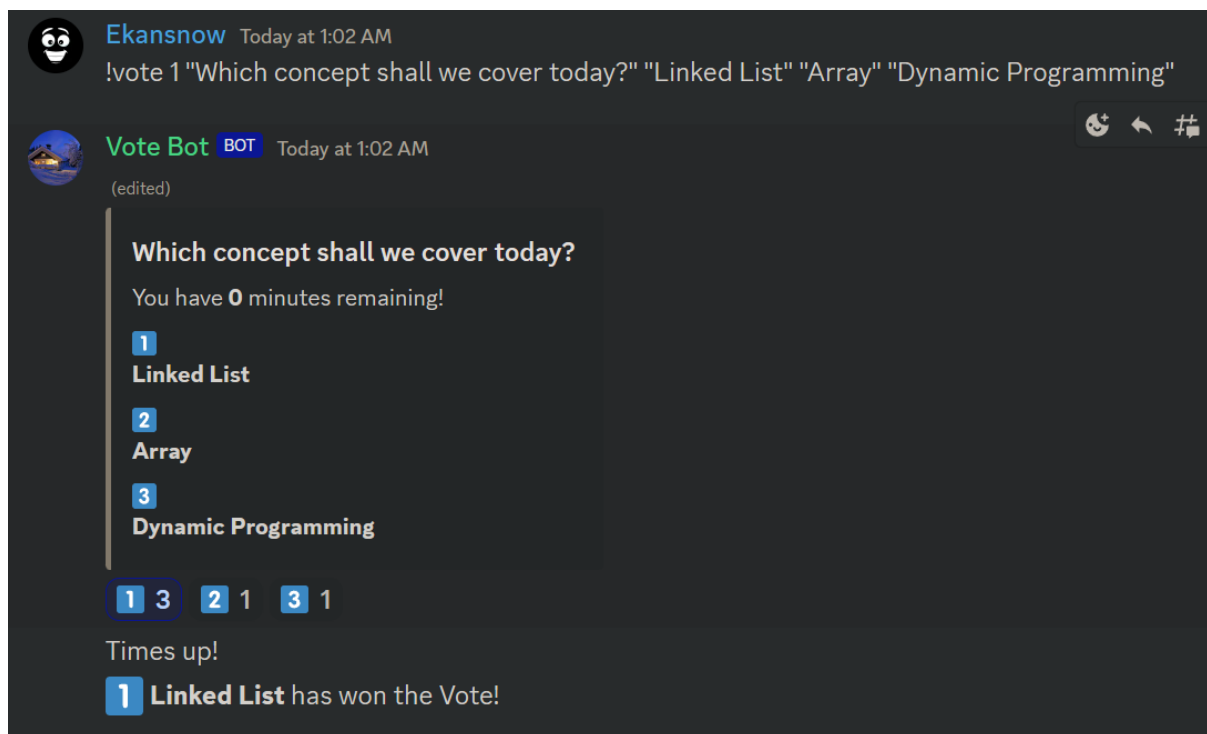 Ekansnow Today at 1:02 AM
!vote 1 "Which concept shall we cover today?" "Linked List" "Array" "Dynamic Programming"
Vote Bot BOT Today at 1:02 AM
(edited)
Which concept shall we cover today?
You have 0 minutes remaining!
1
Linked List
2
Array
3
Dynamic Programming
1 3 2 1 3 1
Times up!
1 Linked List has won the Vote!